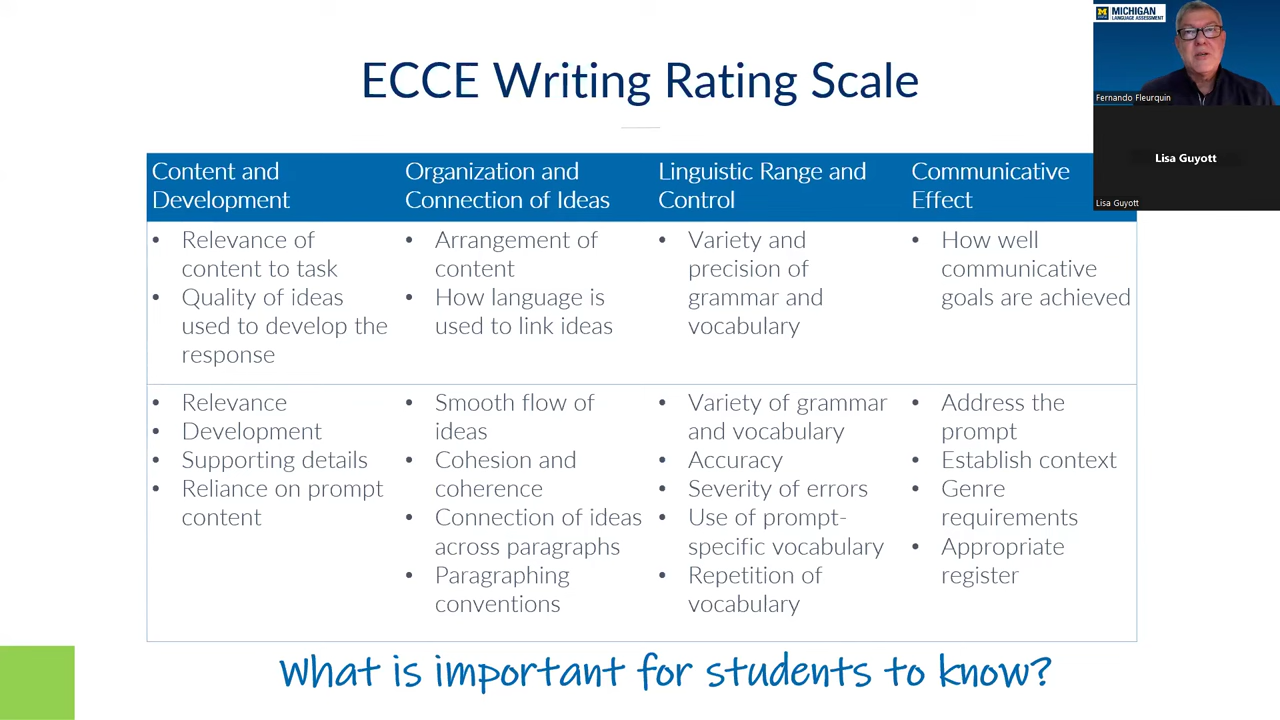 MICHIGAN
LANGUAGE ASSESSMENT
Fernando Fleurquin
Lisa Guyott
Lisa Guyott
ECCE Writing Rating Scale
Content and
Development
Organization and
Connection of Ideas
Linguistic Range and
Control
Communicative
Effect
• Relevance of
content to task
• Quality of ideas
used to develop the
response
• Arrangement of
content
• How language is
used to link ideas
• Variety and
precision of
grammar and
vocabulary
• How well
communicative
goals are achieved
• Relevance
• Development
• Supporting details
• Reliance on prompt
content
• Smooth flow of
ideas
• Cohesion and
coherence
• Connection of ideas
across paragraphs
• Paragraphing
conventions
• Variety of grammar
and vocabulary
• Accuracy
• Severity of errors
• Use of prompt-
specific vocabulary
• Repetition of
vocabulary
• Address the
prompt
• Establish context
• Genre
requirements
• Appropriate
register
What is important for students to know?